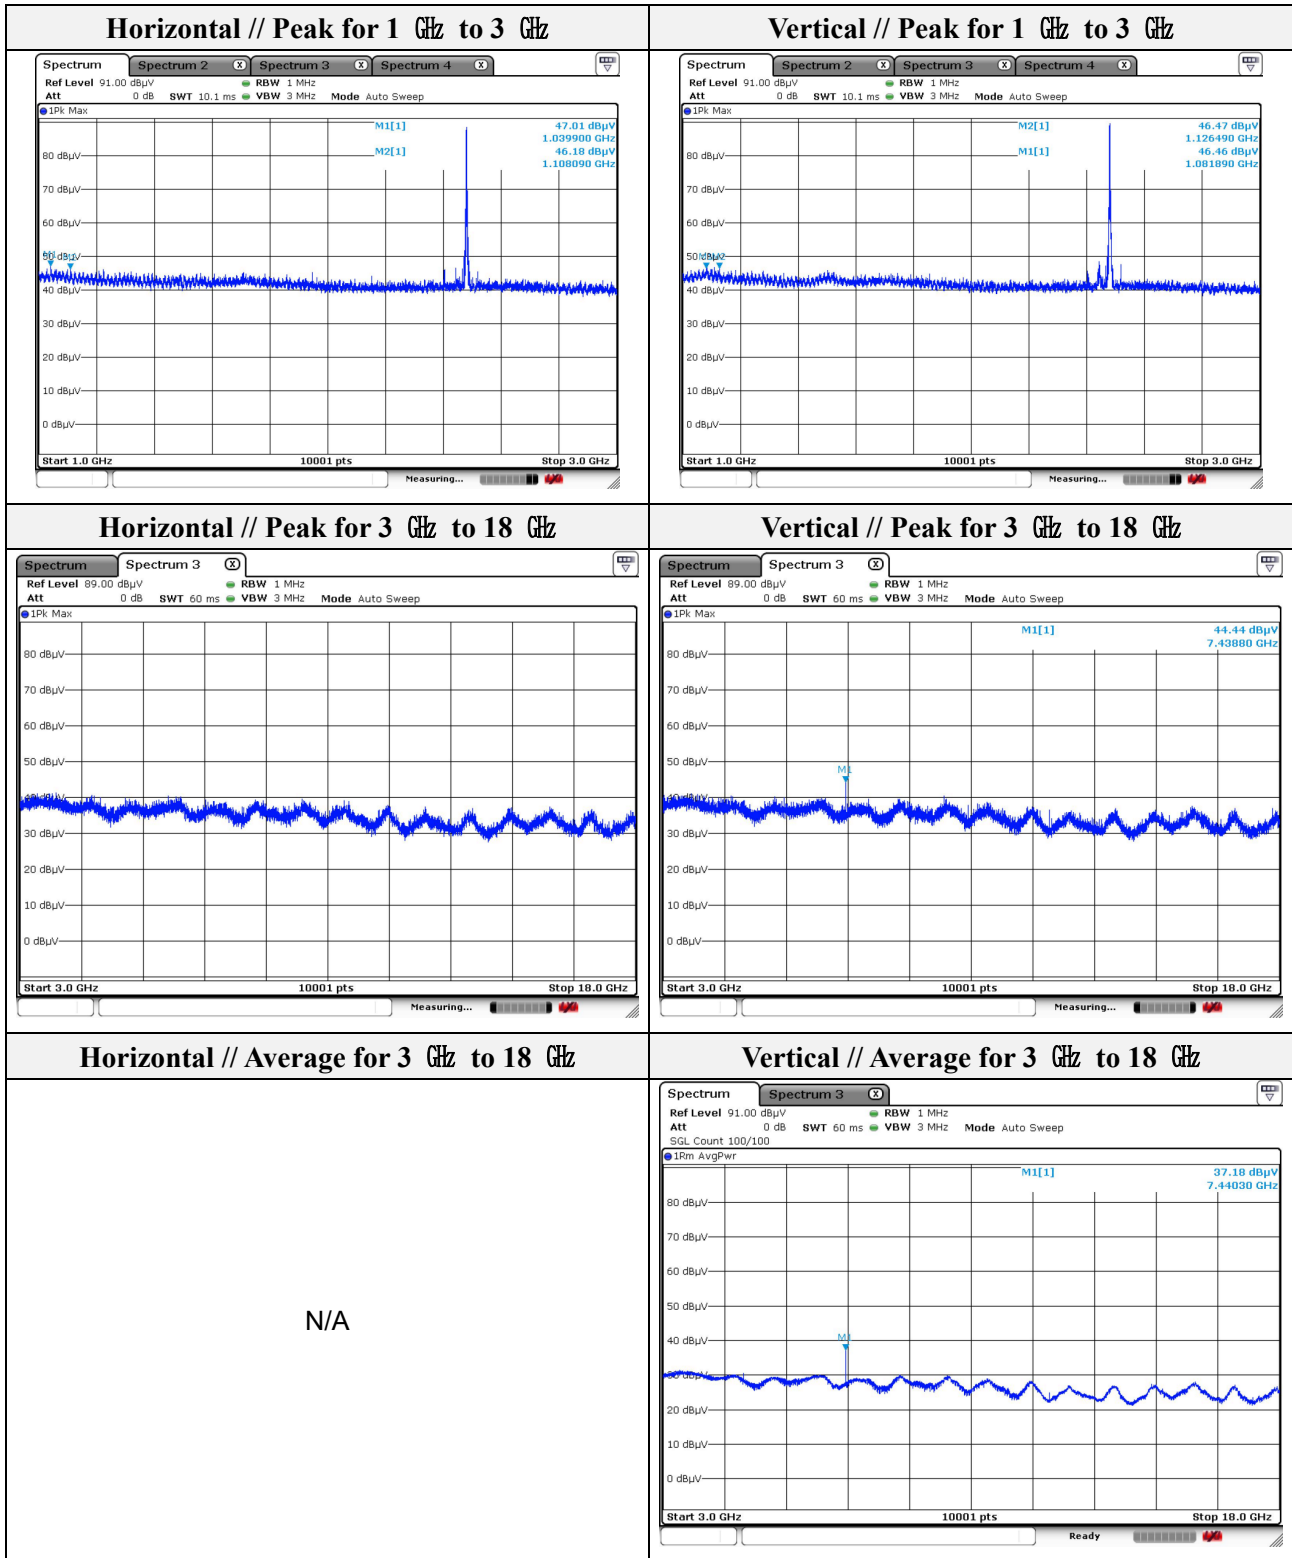 Horizontal // Peak for 1 ㎓ to 3 ㎓
Vertical // Peak for 1 ㎓ to 3 ㎓
Spectrum Spectrum 2 Spectrum 3 Spectrum 4
Ref Level 91.00 dBµV RBW 1 MHz
Att 0 dB SWT 10.1 ms VBW 3 MHz Mode Auto Sweep
1Pk Max
M1[1] 47.01 dBµV
1.039900 GHz
M2[1] 46.18 dBµV
1.108090 GHz
80 dBµV
70 dBµV
60 dBµV
50 dBµV
40 dBµV
30 dBµV
20 dBµV
10 dBµV
0 dBµV
Start 1.0 GHz 10001 pts Stop 3.0 GHz
Measuring...
Spectrum Spectrum 2 Spectrum 3 Spectrum 4
Ref Level 91.00 dBµV RBW 1 MHz
Att 0 dB SWT 10.1 ms VBW 3 MHz Mode Auto Sweep
1Pk Max
M2[1] 46.47 dBµV
1.126490 GHz
M1[1] 46.46 dBµV
1.081890 GHz
80 dBµV
70 dBµV
60 dBµV
50 dBµV
40 dBµV
30 dBµV
20 dBµV
10 dBµV
0 dBµV
Start 1.0 GHz 10001 pts Stop 3.0 GHz
Measuring...
Horizontal // Peak for 3 ㎓ to 18 ㎓
Vertical // Peak for 3 ㎓ to 18 ㎓
Spectrum Spectrum 3
Ref Level 89.00 dBµV RBW 1 MHz
Att 0 dB SWT 60 ms VBW 3 MHz Mode Auto Sweep
1Pk Max
80 dBµV
70 dBµV
60 dBµV
50 dBµV
40 dBµV
30 dBµV
20 dBµV
10 dBµV
0 dBµV
Start 3.0 GHz 10001 pts Stop 18.0 GHz
Measuring...
Spectrum Spectrum 3
Ref Level 89.00 dBµV RBW 1 MHz
Att 0 dB SWT 60 ms VBW 3 MHz Mode Auto Sweep
1Pk Max
M1[1] 44.44 dBµV
7.43880 GHz
80 dBµV
70 dBµV
60 dBµV
50 dBµV
M1
40 dBµV
30 dBµV
20 dBµV
10 dBµV
0 dBµV
Start 3.0 GHz 10001 pts Stop 18.0 GHz
Measuring...
Horizontal // Average for 3 ㎓ to 18 ㎓
Vertical // Average for 3 ㎓ to 18 ㎓
N/A
Spectrum Spectrum 3
Ref Level 91.00 dBµV RBW 1 MHz
Att 0 dB SWT 60 ms VBW 3 MHz Mode Auto Sweep
SGL Count 100/100
1Rm AvgPwr
M1[1] 37.18 dBµV
7.44030 GHz
80 dBµV
70 dBµV
60 dBµV
50 dBµV
40 dBµV
M1
30 dBµV
20 dBµV
10 dBµV
0 dBµV
Start 3.0 GHz 10001 pts Stop 18.0 GHz
Ready